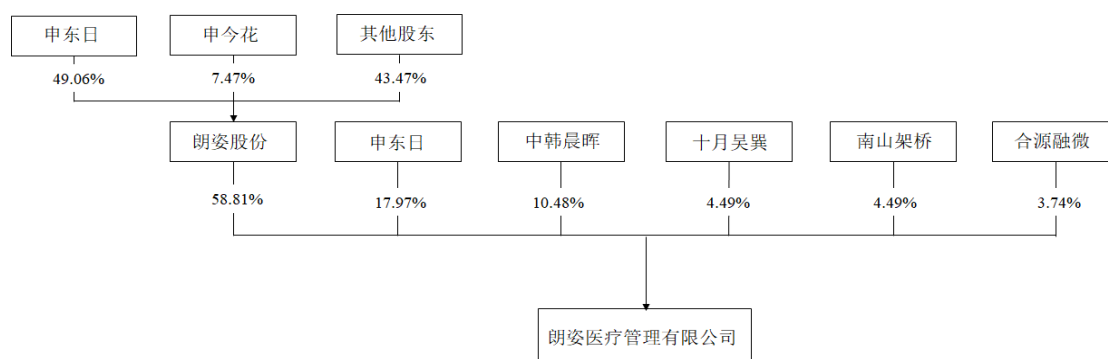 申东日
申今花
其他股东
49.06%
7.47%
43.47%
朗姿股份
申东日
中韩晨晖
十月吴巽
南山架桥
合源融微
58.81%
17.97%
10.48%
4.49%
4.49%
3.74%
朗姿医疗管理有限公司